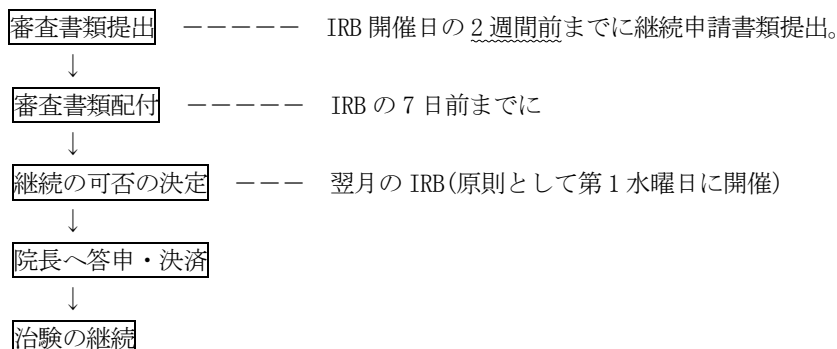 審査書類提出 －－－－－ IRB 開催日の 2 週間前までに継続申請書類提出。
↓
審査書類配付 －－－－－ IRB の 7 日前までに
↓
継続の可否の決定 －－－ 翌月の IRB(原則として第 1 水曜日に開催)
↓
院長へ答申・決済
↓
治験の継続